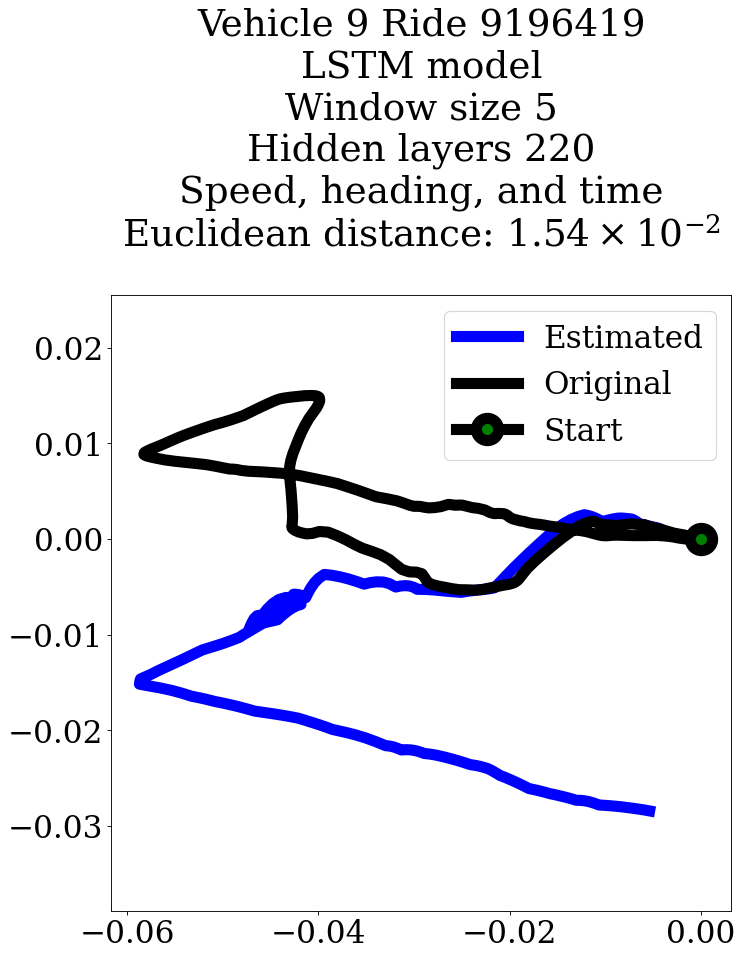 Vehicle 9 Ride 9196419
LSTM model
Window size 5
Hidden layers 220
Speed, heading, and time
Euclidean distance: 1.54 × 10⁻²
Estimated
Original
Start
0.02
0.01
0.00
−0.01
−0.02
−0.03
−0.06 −0.04 −0.02 0.00